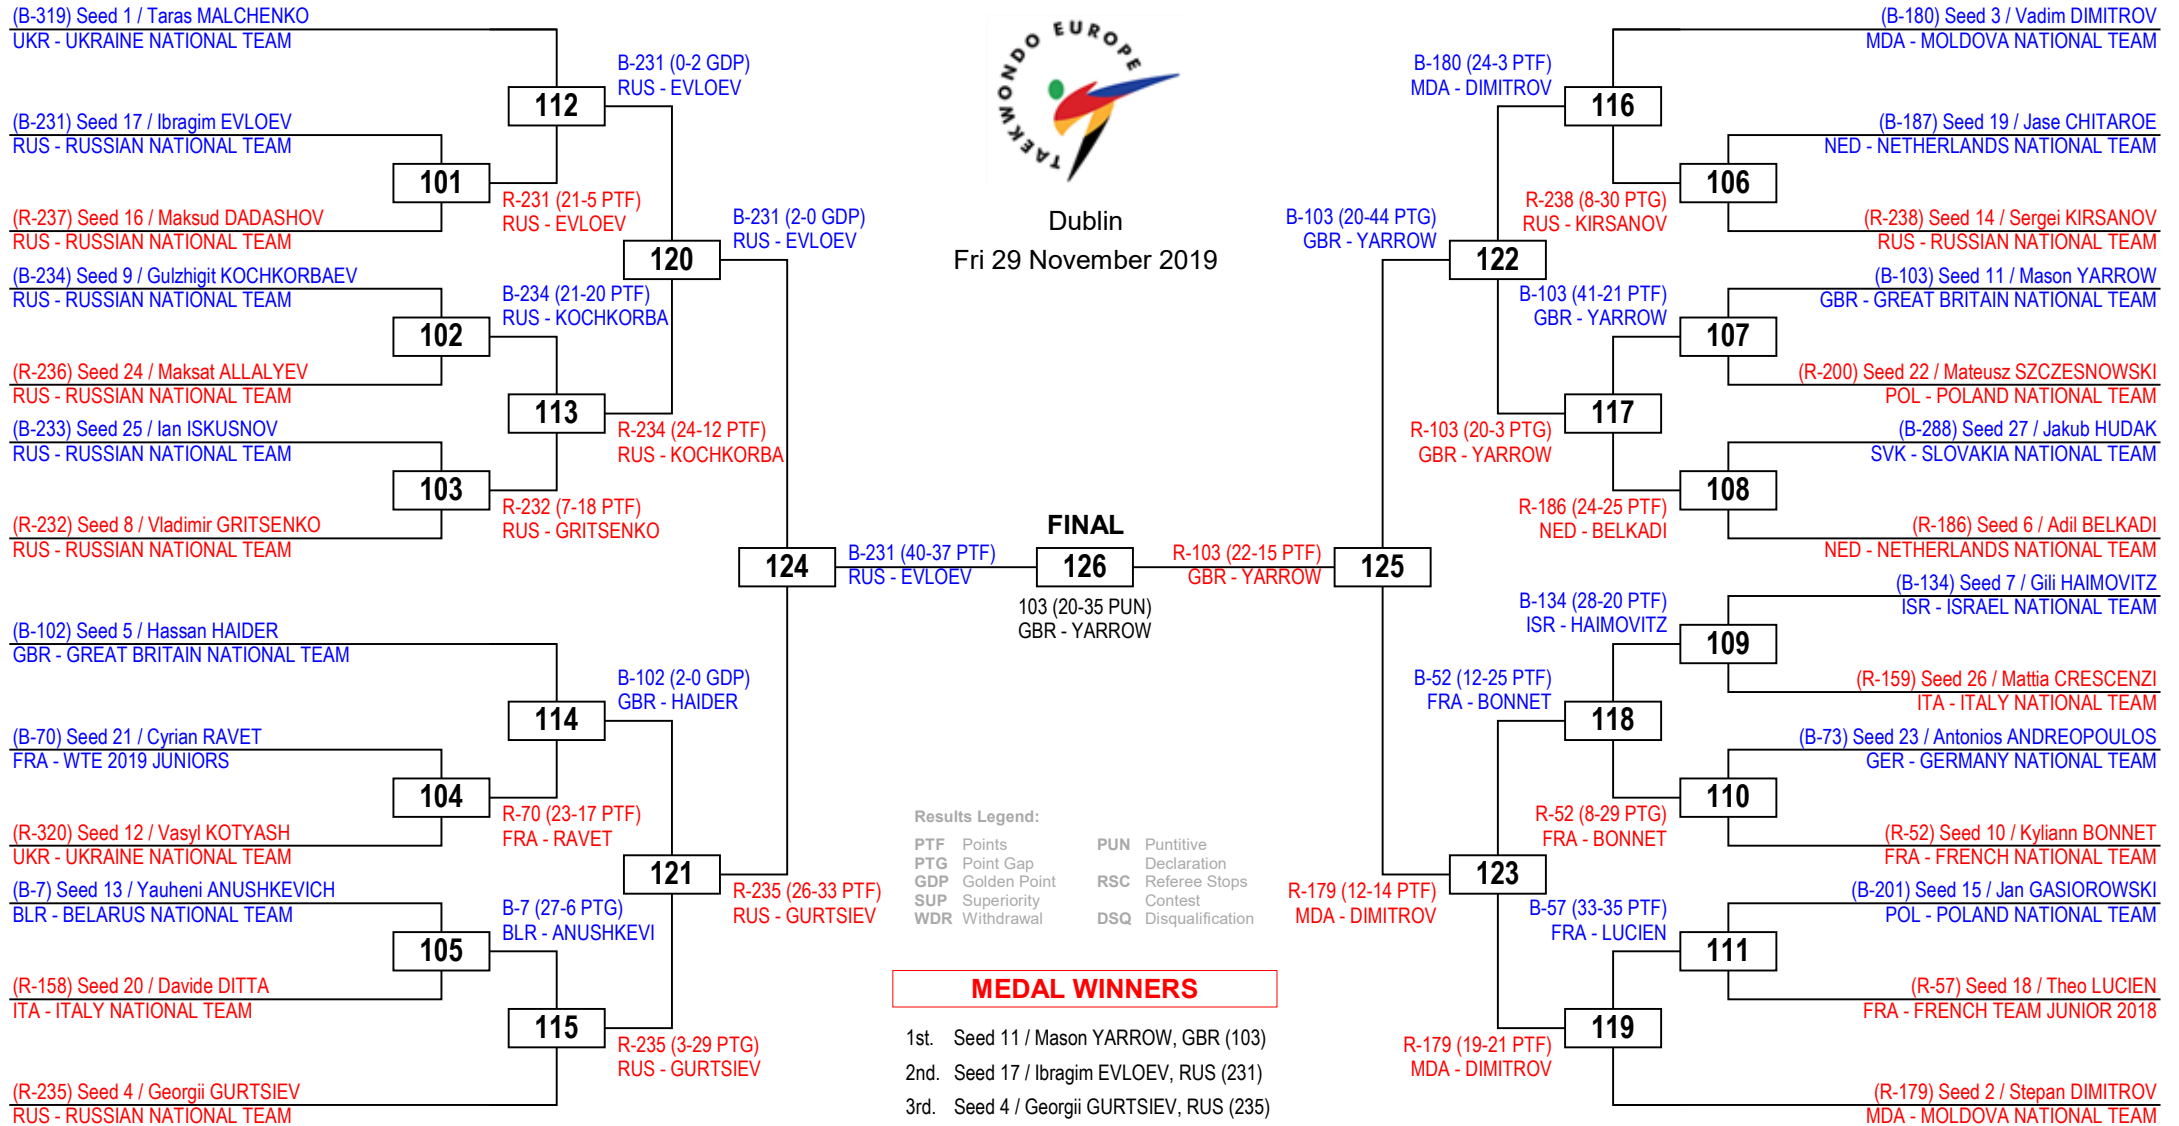 (B-319) Seed 1 / Taras MALCHENKO
UKR - UKRAINE NATIONAL TEAM
(B-231) Seed 17 / Ibragim EVLOEV
RUS - RUSSIAN NATIONAL TEAM
(R-237) Seed 16 / Maksud DADASHOV
RUS - RUSSIAN NATIONAL TEAM
(B-234) Seed 9 / Gulzhigit KOCHKORBAEV
RUS - RUSSIAN NATIONAL TEAM
(R-236) Seed 24 / Maksat ALLALYEV
RUS - RUSSIAN NATIONAL TEAM
(B-233) Seed 25 / Ian ISKUSNOV
RUS - RUSSIAN NATIONAL TEAM
(R-232) Seed 8 / Vladimir GRITSENKO
RUS - RUSSIAN NATIONAL TEAM
(B-102) Seed 5 / Hassan HAIDER
GBR - GREAT BRITAIN NATIONAL TEAM
(B-70) Seed 21 / Cyrian RAVET
FRA - WTE 2019 JUNIORS
(R-320) Seed 12 / Vasyl KOTYASH
UKR - UKRAINE NATIONAL TEAM
(B-7) Seed 13 / Yauheni ANUSHKEVICH
BLR - BELARUS NATIONAL TEAM
(R-158) Seed 20 / Davide DITTA
ITA - ITALY NATIONAL TEAM
(R-235) Seed 4 / Georgii GURTSIEV
RUS - RUSSIAN NATIONAL TEAM
101
R-231 (21-5 PTF)
RUS - EVLOEV
102
B-234 (21-20 PTF)
RUS - KOCHKORBA
103
R-232 (7-18 PTF)
RUS - GRITSENKO
104
R-70 (23-17 PTF)
FRA - RAVET
105
B-7 (27-6 PTG)
BLR - ANUSHKEVI
112
B-231 (0-2 GDP)
RUS - EVLOEV
113
R-234 (24-12 PTF)
RUS - KOCHKORBA
114
B-102 (2-0 GDP)
GBR - HAIDER
115
R-235 (3-29 PTG)
RUS - GURTSIEV
120
B-231 (2-0 GDP)
RUS - EVLOEV
121
R-235 (26-33 PTF)
RUS - GURTSIEV
124
B-231 (40-37 PTF)
RUS - EVLOEV
TAEKWONDO EUROPE
Dublin
Fri 29 November 2019
FINAL
126
103 (20-35 PUN)
GBR - YARROW
R-103 (22-15 PTF)
GBR - YARROW
125
B-103 (20-44 PTG)
GBR - YARROW
122
R-179 (12-14 PTF)
MDA - DIMITROV
123
B-180 (24-3 PTF)
MDA - DIMITROV
116
R-103 (20-3 PTG)
GBR - YARROW
117
B-52 (12-25 PTF)
FRA - BONNET
118
R-179 (19-21 PTF)
MDA - DIMITROV
119
R-238 (8-30 PTG)
RUS - KIRSANOV
106
B-103 (41-21 PTF)
GBR - YARROW
107
R-186 (24-25 PTF)
NED - BELKADI
108
B-134 (28-20 PTF)
ISR - HAIMOVITZ
109
R-52 (8-29 PTG)
FRA - BONNET
110
B-57 (33-35 PTF)
FRA - LUCIEN
111
(B-180) Seed 3 / Vadim DIMITROV
MDA - MOLDOVA NATIONAL TEAM
(B-187) Seed 19 / Jase CHITAROE
NED - NETHERLANDS NATIONAL TEAM
(R-238) Seed 14 / Sergei KIRSANOV
RUS - RUSSIAN NATIONAL TEAM
(B-103) Seed 11 / Mason YARROW
GBR - GREAT BRITAIN NATIONAL TEAM
(R-200) Seed 22 / Mateusz SZCZESNOWSKI
POL - POLAND NATIONAL TEAM
(B-288) Seed 27 / Jakub HUDAK
SVK - SLOVAKIA NATIONAL TEAM
(R-186) Seed 6 / Adil BELKADI
NED - NETHERLANDS NATIONAL TEAM
(B-134) Seed 7 / Gili HAIMOVITZ
ISR - ISRAEL NATIONAL TEAM
(R-159) Seed 26 / Mattia CRESCENZI
ITA - ITALY NATIONAL TEAM
(B-73) Seed 23 / Antonios ANDREOPOULOS
GER - GERMANY NATIONAL TEAM
(R-52) Seed 10 / Kyliann BONNET
FRA - FRENCH NATIONAL TEAM
(B-201) Seed 15 / Jan GASIOROWSKI
POL - POLAND NATIONAL TEAM
(R-57) Seed 18 / Theo LUCIEN
FRA - FRENCH TEAM JUNIOR 2018
(R-179) Seed 2 / Stepan DIMITROV
MDA - MOLDOVA NATIONAL TEAM
Results Legend:
PTF Points
PTG Point Gap
GDP Golden Point
SUP Superiority
WDR Withdrawal
PUN Puntitive
Declaration
RSC Referee Stops
Contest
DSQ Disqualification
MEDAL WINNERS
1st. Seed 11 / Mason YARROW, GBR (103)
2nd. Seed 17 / Ibragim EVLOEV, RUS (231)
3rd. Seed 4 / Georgii GURTSIEV, RUS (235)